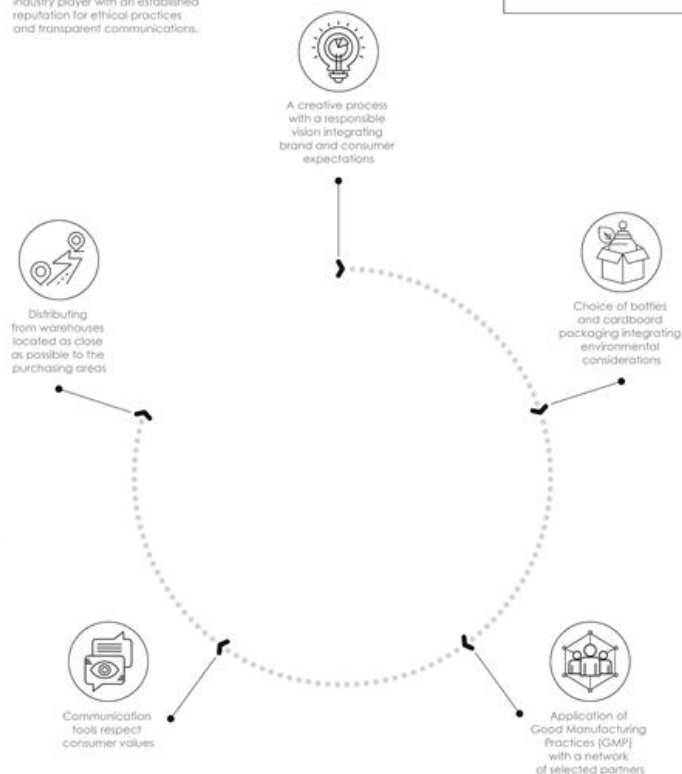 industry player with an established
reputation for ethical practices
and transparent communications.
A creative process
with a responsible
vision integrating
brand and consumer
expectations
Choice of bottles
and cardboard
packaging integrating
environmental
considerations
Application of
Good Manufacturing
Practices (GMP)
with a network
of selected partners
Communication
tools respect
consumer values
Distributing
from warehouses
located as close
as possible to the
purchasing areas